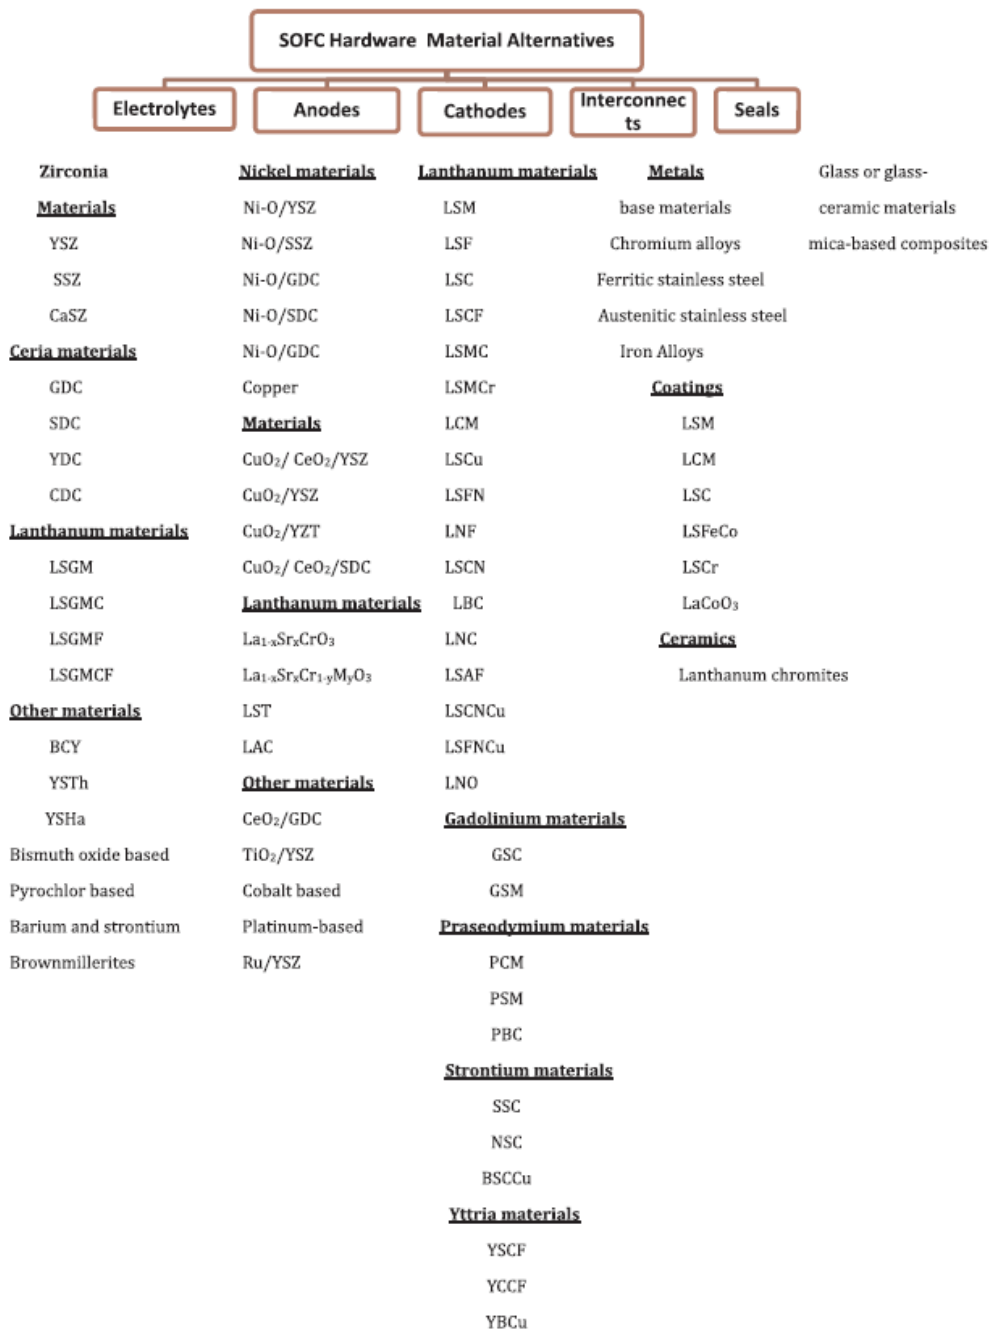 SOFC Hardware  Material Alternatives
Electrolytes
Anodes
Cathodes
Interconnec
ts
Seals
Zirconia
Materials
YSZ
SSZ
CaSZ
Ceria materials
GDC
SDC
YDC
CDC
Lanthanum materials
LSGM
LSGMC
LSGMF
LSGMCF
Other materials
BCY
YSTh
YSHa
Bismuth oxide based
Pyrochlor based
Barium and strontium
Brownmillerites
Nickel materials
Ni-O/YSZ
Ni-O/SSZ
Ni-O/GDC
Ni-O/SDC
Ni-O/GDC
Copper
Materials
CuO₂/ CeO₂/YSZ
CuO₂/YSZ
CuO₂/YZT
CuO₂/ CeO₂/SDC
Lanthanum materials
La₁₋ₓSrₓCrO₃
La₁₋ₓSrₓCr₁₋yMyO₃
LST
LAC
Other materials
CeO₂/GDC
TiO₂/YSZ
Cobalt based
Platinum-based
Ru/YSZ
Lanthanum materials
LSM
LSF
LSC
LSCF
LSMC
LSMCr
LCM
LSCu
LSFN
LNF
LSCN
LBC
LNC
LSAF
LSCNCu
LSFNCu
LNO
Gadolinium materials
GSC
GSM
Praseodymium materials
PCM
PSM
PBC
Strontium materials
SSC
NSC
BSCCu
Yttria materials
YSCF
YCCF
YBCu
Metals
base materials
Chromium alloys
Ferritic stainless steel
Austenitic stainless steel
Iron Alloys
Coatings
LSM
LCM
LSC
LSFeCo
LSCr
LaCoO₃
Ceramics
Lanthanum chromites
Glass or glass-
ceramic materials
mica-based composites